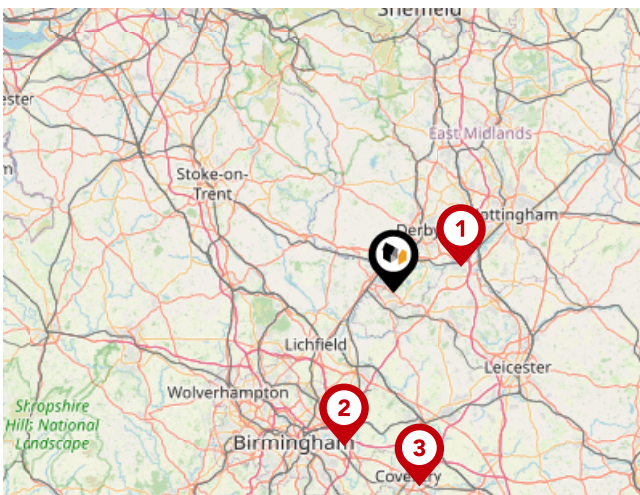 Sheffield
ester
East Midlands
m
Stoke-on-
Trent
Nottingham
Derby
1
Lichfield
Leicester
Wolverhampton
2
Shropshire
Hills National
Landscape
Birmingham
3
Coventry